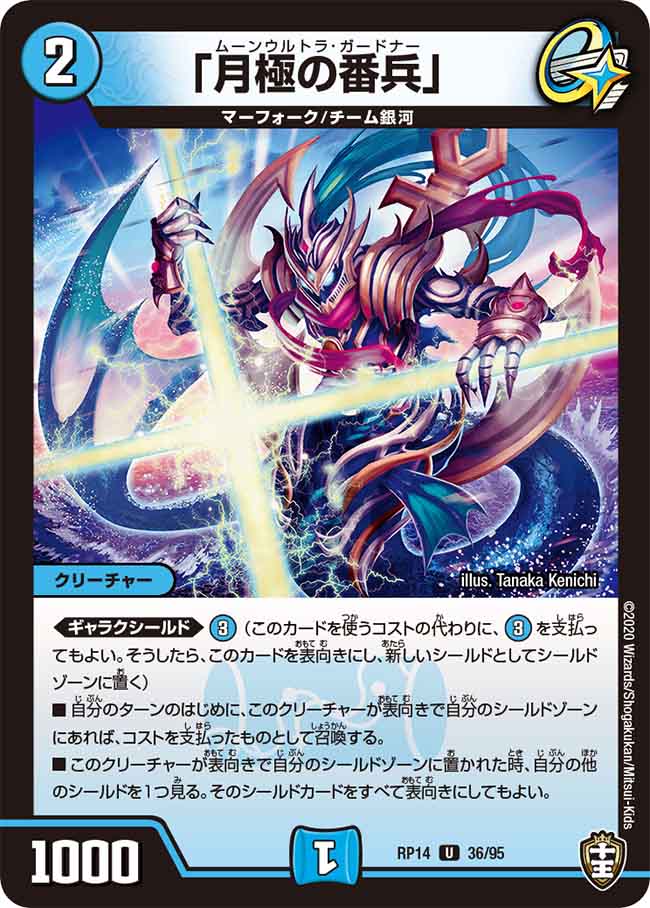 ムーンウルトラ・ガードナー
2
「月極の番兵」
マーフォーク/チーム銀河
クリーチャー
illus. Tanaka Kenichi
ギャラクシールド 3 (このカードを使うコストの代わりに、3を支払っ
てもよい。そうしたら、このカードを表向きにし、新しいシールドとしてシールド
ゾーンに置く)
■自分のターンのはじめに、このクリーチャーが表向きで自分のシールドゾーン
にあれば、コストを支払ったものとして召喚する。
■このクリーチャーが表向きで自分のシールドゾーンに置かれた時、自分の他
のシールドを1つ見る。そのシールドカードをすべて表向きにしてもよい。
©2020 Wizards/Shogakukan/Mitsui-Kids
1000
1
RP14 U 36/95
十王